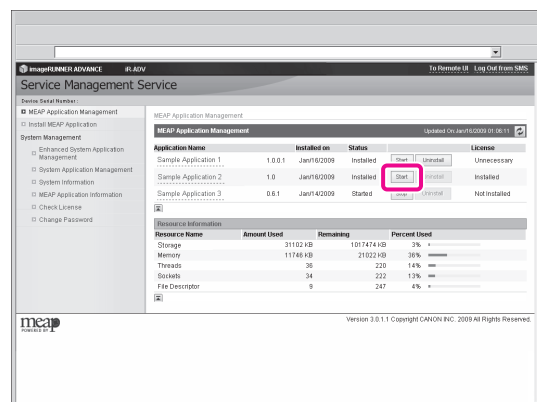 imageRUNNER ADVANCE iR-ADV To Remote UI Log Out from SMS
Service Management Service
Device Serial Number:
MEAP Application Management
Install MEAP Application
System Management
Enhanced System Application
Management
System Application Management
System Information
MEAP Application Information
Check License
Change Password
MEAP Application Management
MEAP Application Management Updated On:Jan/16/2009 01:06:11
Application Name Installed on Status License
Sample Application 1 1.0.0.1 Jan/16/2009 Installed Start Uninstall Unnecessary
Sample Application 2 1.0 Jan/16/2009 Installed Start Uninstall Installed
Sample Application 3 0.6.1 Jan/14/2009 Started Stop Uninstall Not Installed
Resource Information
Resource Name Amount Used Remaining Percent Used
Storage 31102 KB 1017474 KB 3%
Memory 11746 KB 21022 KB 36%
Threads 36 220 14%
Sockets 34 222 13%
File Descriptor 9 247 4%
meap
POWERED BY
Version 3.0.1.1 Copyright CANON INC. 2009 All Rights Reserved.